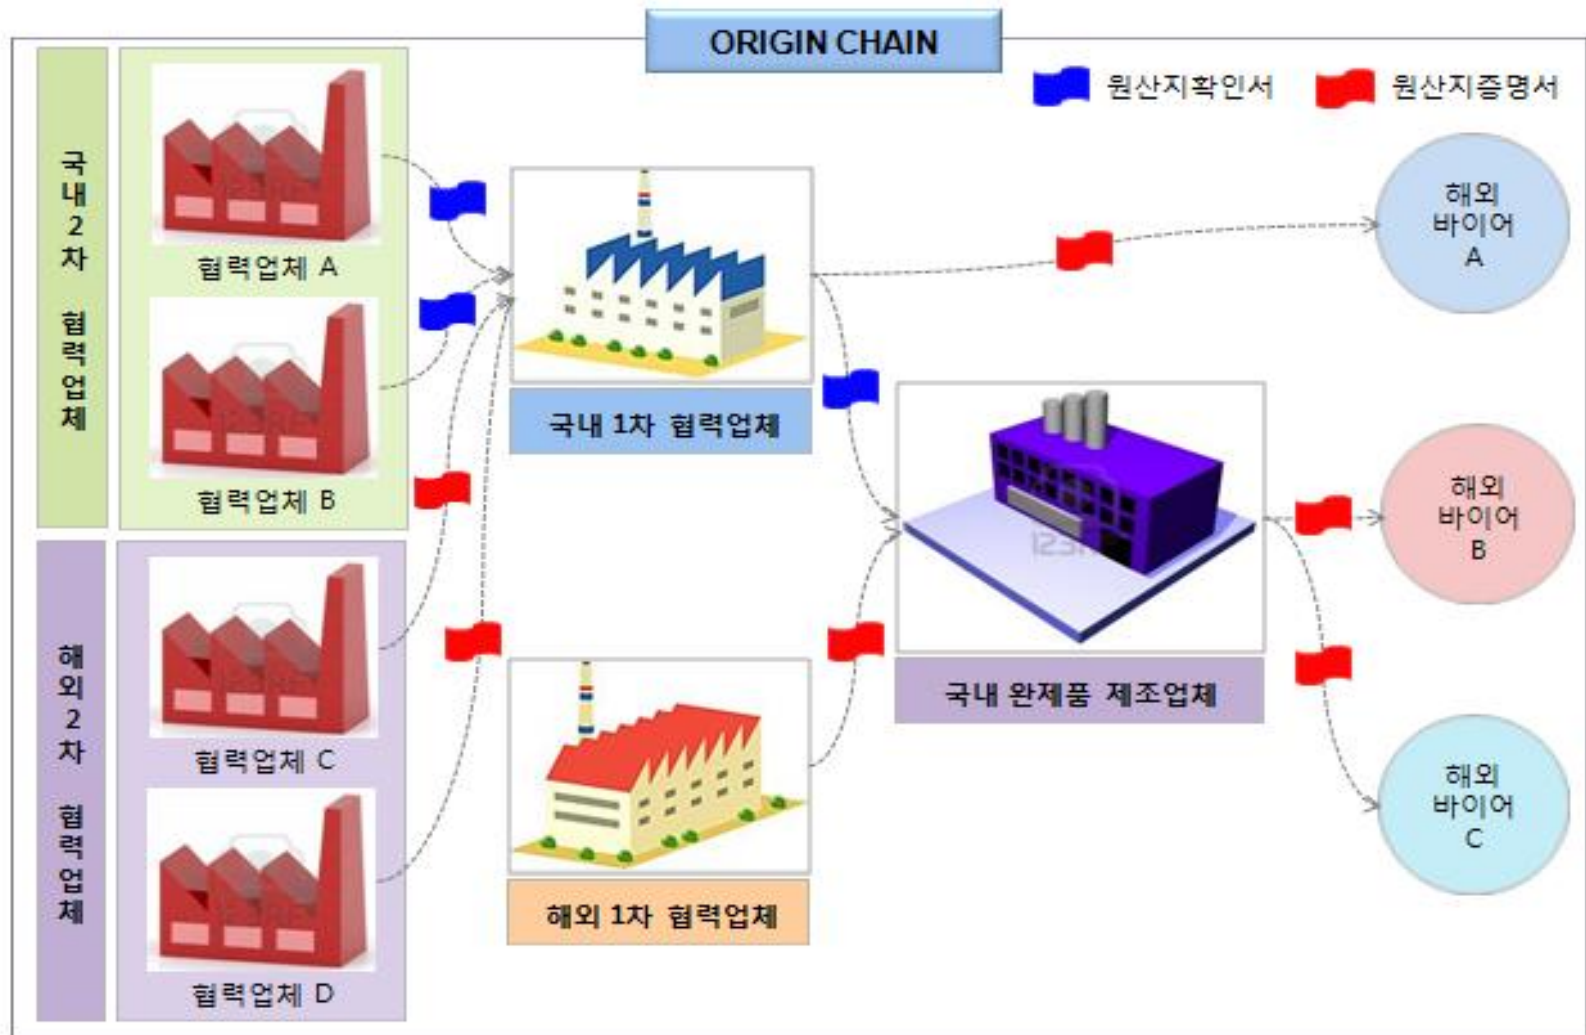 ORIGIN CHAIN
원산지확인서
원산지증명서
국내2차 협력업체
협력업체 A
협력업체 B
해외2차 협력업체
협력업체 C
협력업체 D
국내 1차 협력업체
해외 1차 협력업체
국내 완제품 제조업체
해외
바이어
A
해외
바이어
B
해외
바이어
C